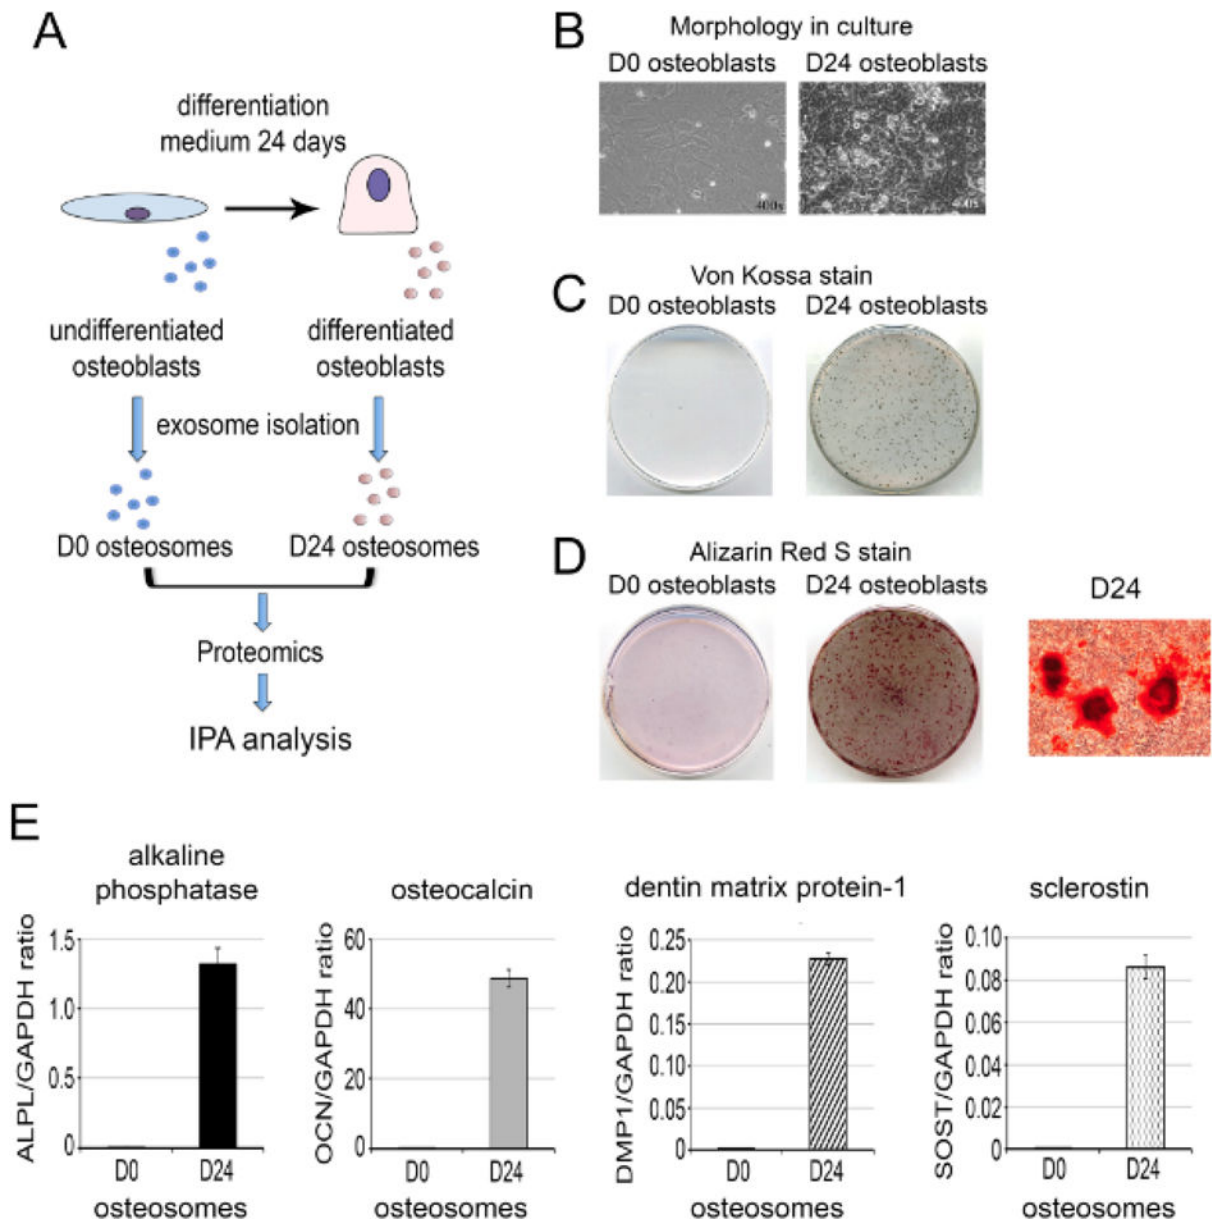 A
differentiation
medium 24 days
undifferentiated
osteoblasts
differentiated
osteoblasts
exosome isolation
D0 osteosomes
D24 osteosomes
Proteomics
IPA analysis
B
Morphology in culture
D0 osteoblasts
D24 osteoblasts
C
Von Kossa stain
D0 osteoblasts
D24 osteoblasts
D
Alizarin Red S stain
D0 osteoblasts
D24 osteoblasts
D24
E
alkaline
phosphatase
ALPL/GAPDH ratio
1.5
1.0
0.5
0
D0
D24
osteosomes
osteocalcin
OCN/GAPDH ratio
60
40
20
0
D0
D24
osteosomes
dentin matrix protein-1
DMP1/GAPDH ratio
0.25
0.20
0.15
0.10
0.05
0
D0
D24
osteosomes
sclerostin
SOST/GAPDH ratio
0.10
0.08
0.06
0.04
0.02
0
D0
D24
osteosomes